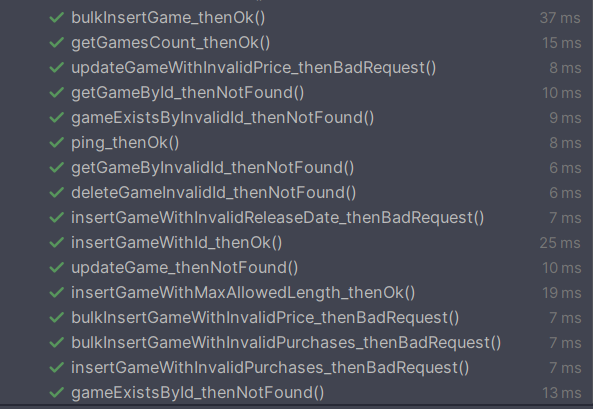 bulkInsertGame_thenOk() 37 ms
getGamesCount_thenOk() 15 ms
updateGameWithInvalidPrice_thenBadRequest() 8 ms
getGameById_thenNotFound() 10 ms
gameExistsByInvalidId_thenNotFound() 9 ms
ping_thenOk() 8 ms
getGameByInvalidId_thenNotFound() 6 ms
deleteGameInvalidId_thenNotFound() 6 ms
insertGameWithInvalidReleaseDate_thenBadRequest() 7 ms
insertGameWithId_thenOk() 25 ms
updateGame_thenNotFound() 10 ms
insertGameWithMaxAllowedLength_thenOk() 19 ms
bulkInsertGameWithInvalidPrice_thenBadRequest() 7 ms
bulkInsertGameWithInvalidPurchases_thenBadRequest() 7 ms
insertGameWithInvalidPurchases_thenBadRequest() 7 ms
gameExistsById_thenNotFound() 13 ms